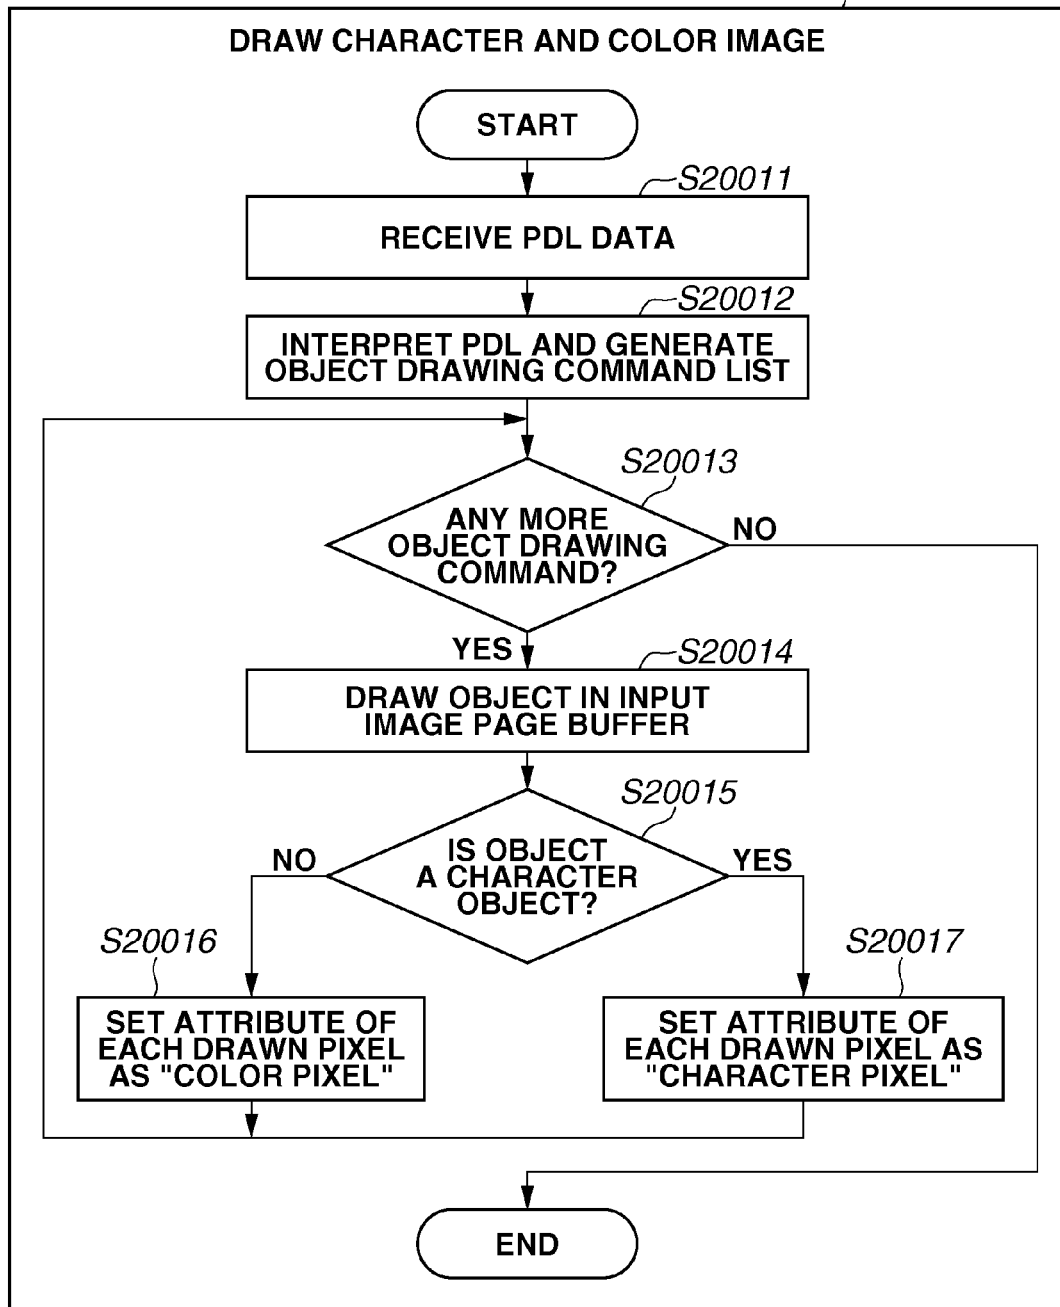 DRAW CHARACTER AND COLOR IMAGE
START
S20011
RECEIVE PDL DATA
S20012
INTERPRET PDL AND GENERATE
OBJECT DRAWING COMMAND LIST
S20013
ANY MORE
OBJECT DRAWING
COMMAND?
NO
YES
S20014
DRAW OBJECT IN INPUT
IMAGE PAGE BUFFER
S20015
IS OBJECT
A CHARACTER
OBJECT?
NO
YES
S20016
SET ATTRIBUTE OF
EACH DRAWN PIXEL
AS "COLOR PIXEL"
S20017
SET ATTRIBUTE OF
EACH DRAWN PIXEL AS
"CHARACTER PIXEL"
END